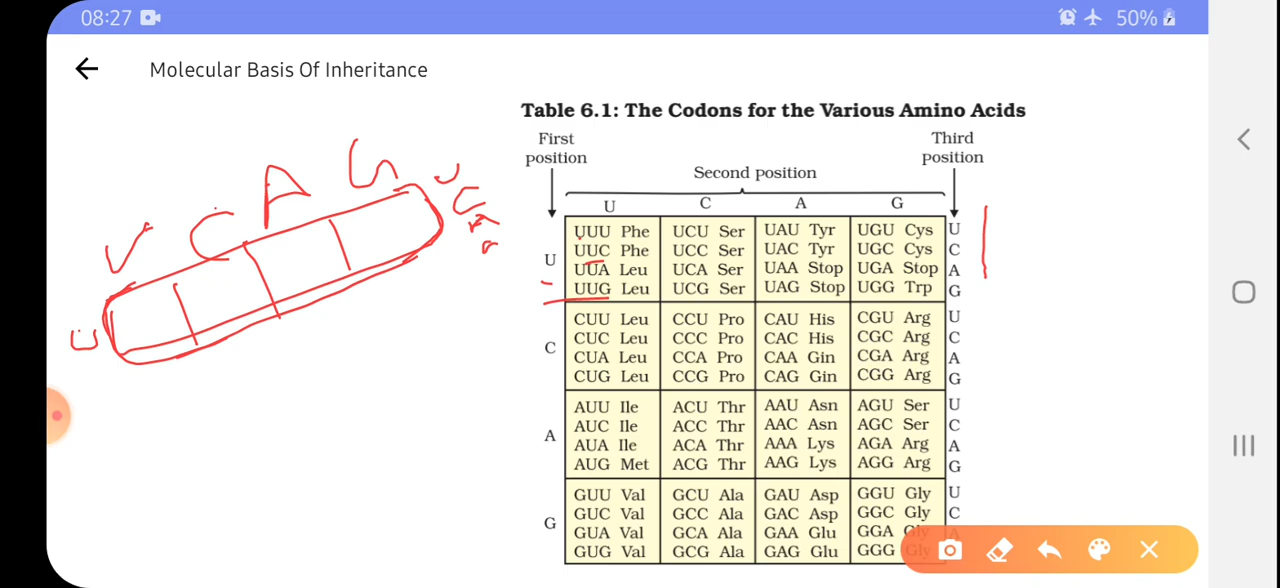 08:27
50%
Molecular Basis Of Inheritance
Table 6.1: The Codons for the Various Amino Acids
First position
Third position
Second position
U C A G
U
UUU Phe UCU Ser UAU Tyr UGU Cys U
UUC Phe UCC Ser UAC Tyr UGC Cys C
UUA Leu UCA Ser UAA Stop UGA Stop A
UUG Leu UCG Ser UAG Stop UGG Trp G
C
CUU Leu CCU Pro CAU His CGU Arg U
CUC Leu CCC Pro CAC His CGC Arg C
CUA Leu CCA Pro CAA Gin CGA Arg A
CUG Leu CCG Pro CAG Gin CGG Arg G
A
AUU Ile ACU Thr AAU Asn AGU Ser U
AUC Ile ACC Thr AAC Asn AGC Ser C
AUA Ile ACA Thr AAA Lys AGA Arg A
AUG Met ACG Thr AAG Lys AGG Arg G
G
GUU Val GCU Ala GAU Asp GGU Gly U
GUC Val GCC Ala GAC Asp GGC Gly C
GUA Val GCA Ala GAA Glu GGA Gly A
GUG Val GCG Ala GAG Glu GGG Gly
U C A G
U
U
C
A